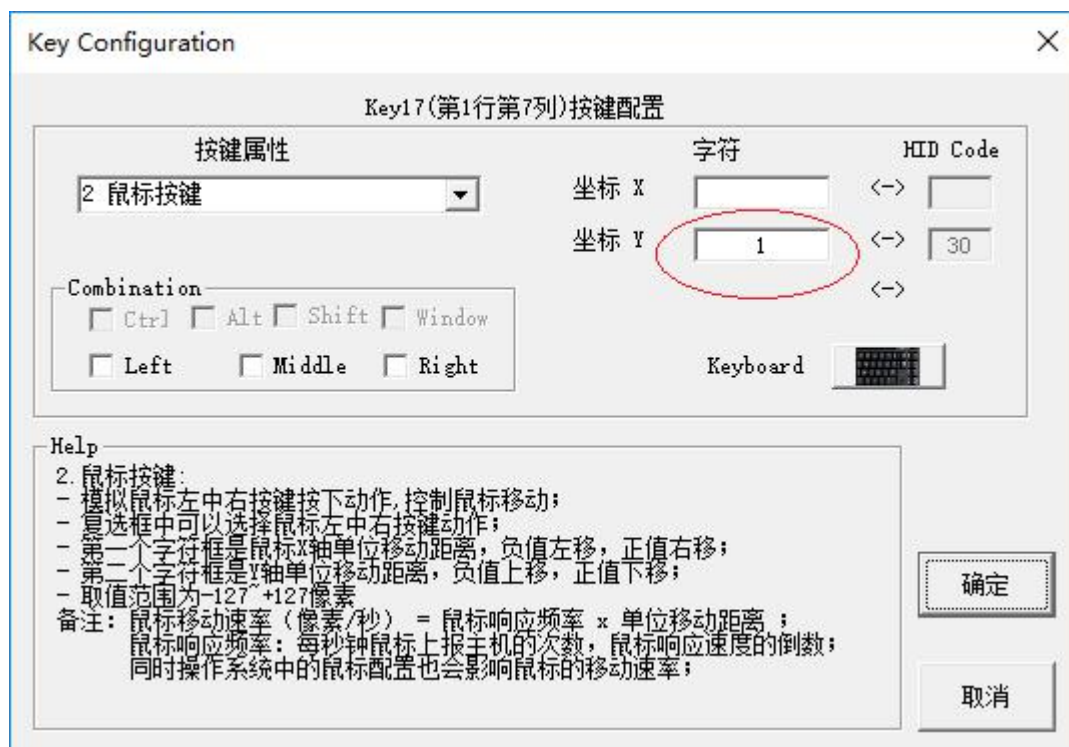 Key Configuration
Key17(第1行第7列)按键配置
按键属性 字符 HID Code
2 鼠标按键 坐标 X <-->
坐标 Y 1 <--> 30
<-->
Combination
Ctrl Alt Shift Window
Left Middle Right
Keyboard
Help
2.鼠标按键:
- 模拟鼠标左中右按键按下动作,控制鼠标移动;
- 复选框中可以选择鼠标左中右按键动作;
- 第一个字符框是鼠标X轴单位移动距离, 负值左移, 正值右移;
- 第二个字符框是Y轴单位移动距离, 负值上移, 正值下移;
- 取值范围为-127~+127像素
备注: 鼠标移动速率 (像素/秒) = 鼠标响应频率 x 单位移动距离 ;
鼠标响应频率: 每秒钟鼠标上报主机的次数, 鼠标响应速度的倒数;
同时操作系统中的鼠标配置也会影响鼠标的移动速率;
确定
取消